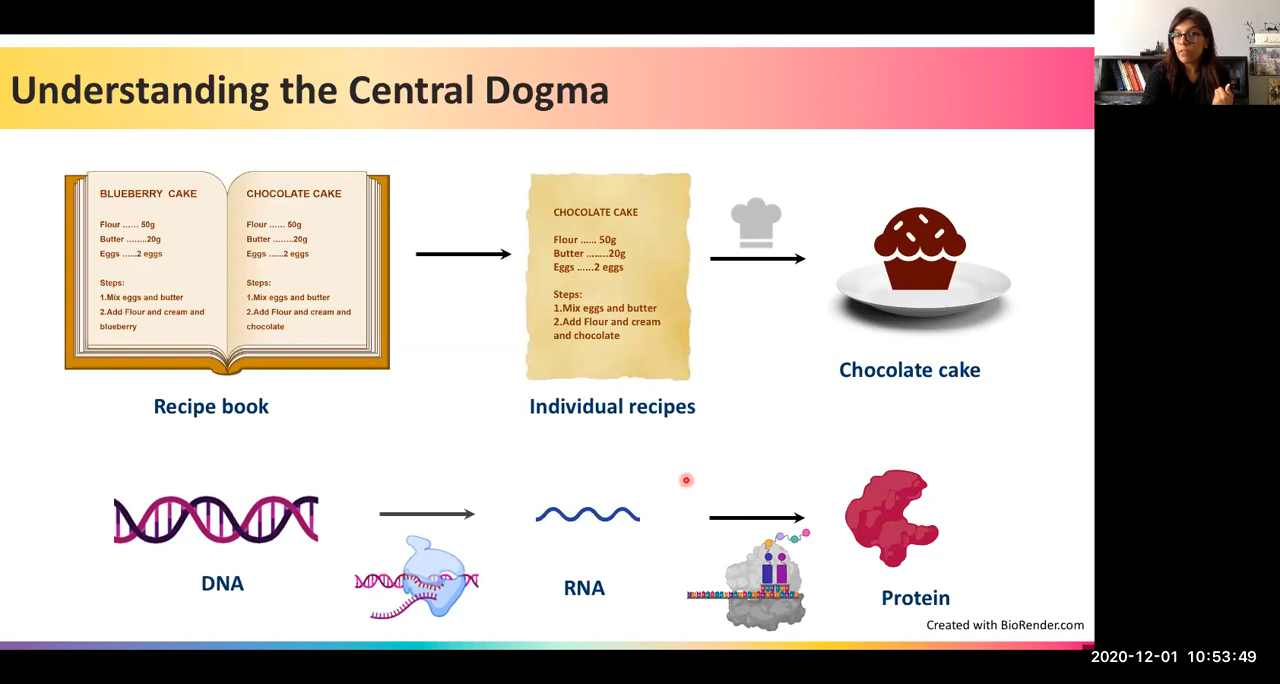 Understanding the Central Dogma
BLUEBERRY CAKE
Flour ...... 50g
Butter ........20g
Eggs ......2 eggs
Steps:
1.Mix eggs and butter
2.Add Flour and cream and
blueberry
CHOCOLATE CAKE
Flour ...... 50g
Butter ........20g
Eggs ......2 eggs
Steps:
1.Mix eggs and butter
2.Add Flour and cream and
chocolate
Recipe book
CHOCOLATE CAKE
Flour ...... 50g
Butter ........20g
Eggs ......2 eggs
Steps:
1.Mix eggs and butter
2.Add Flour and cream
and chocolate
Individual recipes
Chocolate cake
DNA
RNA
Protein
Created with BioRender.com
2020-12-01 10:53:49